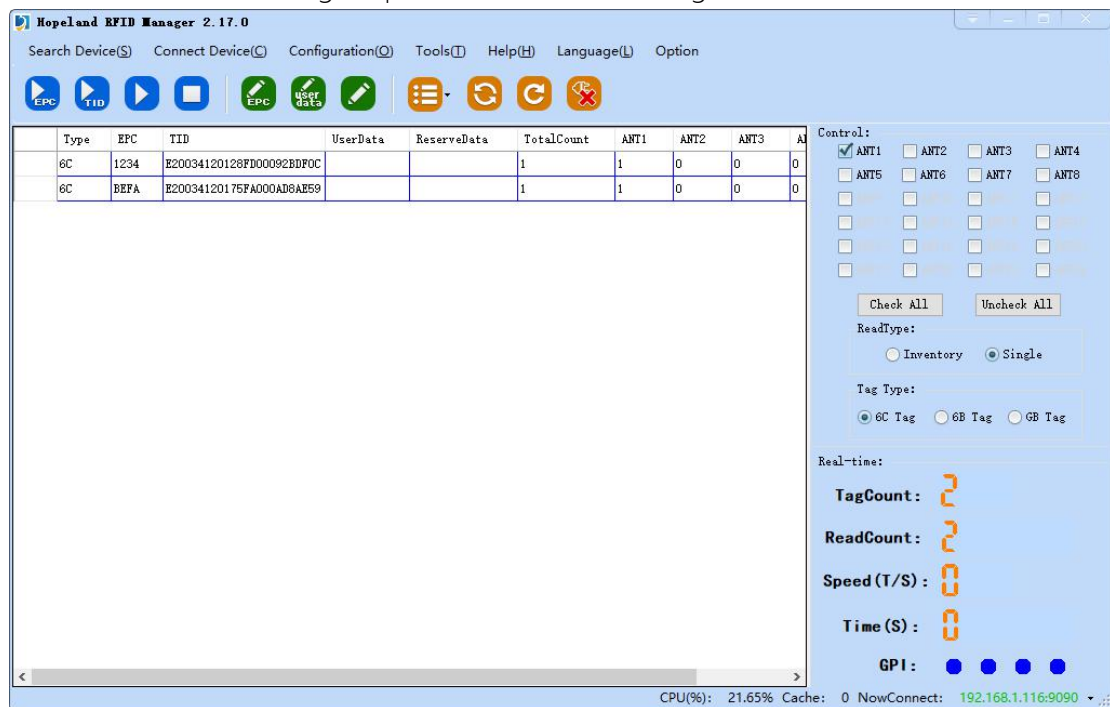 Hopeland RFID Manager 2.17.0
Search Device(S) Connect Device(C) Configuration(O) Tools(T) Help(H) Language(L) Option
EPC TID EPC user data
Type EPC TID UserData ReserveData TotalCount ANT1 ANT2 ANT3
6C 1234 E20034120128FD00092BDF0C 1 1 0 0 0
6C BEFA E20034120175FA000AD8AE59 1 1 0 0 0
Control:
ANT1 ANT2 ANT3 ANT4
ANT5 ANT6 ANT7 ANT8
Check All Uncheck All
ReadType:
Inventory Single
Tag Type:
6C Tag 6B Tag GB Tag
Real-time:
TagCount: 2
ReadCount: 2
Speed(T/S): 0
Time(S): 0
GPI:
CPU(%): 21.65% Cache: 0 NowConnect: 192.168.1.116:9090